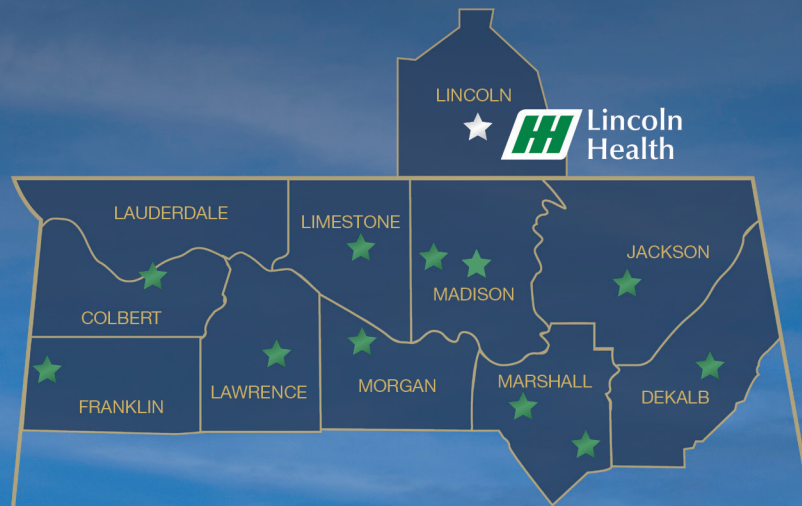 LINCOLN
Lincoln
Health
LAUDERDALE
LIMESTONE
JACKSON
MADISON
COLBERT
MARSHALL
MORGAN
LAWRENCE
DEKALB
FRANKLIN